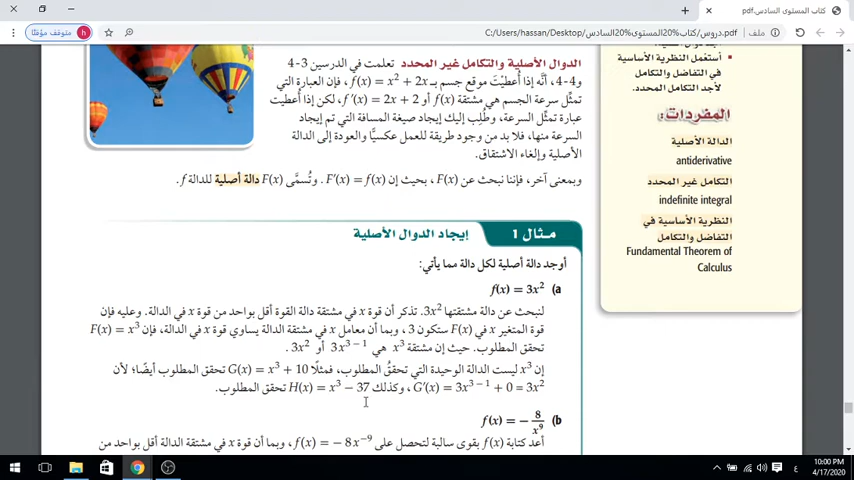 كتاب المستوى السادس.pdf
C:/Users/hassan/Desktop/دروس/كتاب%20المستوى%20السادس.pdf
ملف
متوقف مؤقتًا
h
الدوال الأصلية والتكامل غير المحدد تعلمت في الدرسين 3-4
و4-4، أنَّه إذا أُعطيْتَ موقع جسم بـ f(x) = x² + 2x، فإن العبارة التي
تمثِّل سرعة الجسم هي مشتقة f(x) أو f′(x) = 2x + 2، لكن إذا أُعطيت
عبارة تمثِّل السرعة، وطُلِب إليك إيجاد صيغة المسافة التي تم إيجاد
السرعة منها، فلا بد من وجود طريقة للعمل عكسيًّا والعودة إلى الدالة
الأصلية وإلغاء الاشتقاق.
وبمعنى آخر، فإننا نبحث عن F(x)، بحيث إن F′(x) = f(x). وتُسمَّى F(x) دالة أصلية للدالة f.
مثال 1 إيجاد الدوال الأصلية
أوجد دالة أصلية لكل دالة مما يأتي:
a) f(x) = 3x²
لنبحث عن دالة مشتقتها 3x². تذكر أن قوة x في مشتقة دالة القوة أقل بواحد من قوة x في الدالة. وعليه فإن
قوة المتغير x في F(x) ستكون 3، وبما أن معامل x في مشتقة الدالة يساوي قوة x في الدالة، فإن F(x) = x³
تحقق المطلوب. حيث إن مشتقة x³ هي 3x³⁻¹ أو 3x².
إن x³ ليست الدالة الوحيدة التي تحققُ المطلوب، فمثلًا G(x) = x³ + 10 تحقق المطلوب أيضًا؛ لأن
G′(x) = 3x³⁻¹ + 0 = 3x²، وكذلك H(x) = x³ − 37 تحقق المطلوب.
b) f(x) = − 8/x⁹
أعد كتابة f(x) بقوى سالبة لتحصل على f(x) = − 8x⁻⁹، وبما أن قوة x في مشتقة الدالة أقل بواحد من
أستعمل النظرية الأساسية
في التفاضل والتكامل
لأجد التكامل المحدد.
المفردات:
الدالة الأصلية
antiderivative
التكامل غير المحدد
indefinite integral
النظرية الأساسية في
التفاضل والتكامل
Fundamental Theorem of
Calculus
10:00 PM
4/17/2020
ع